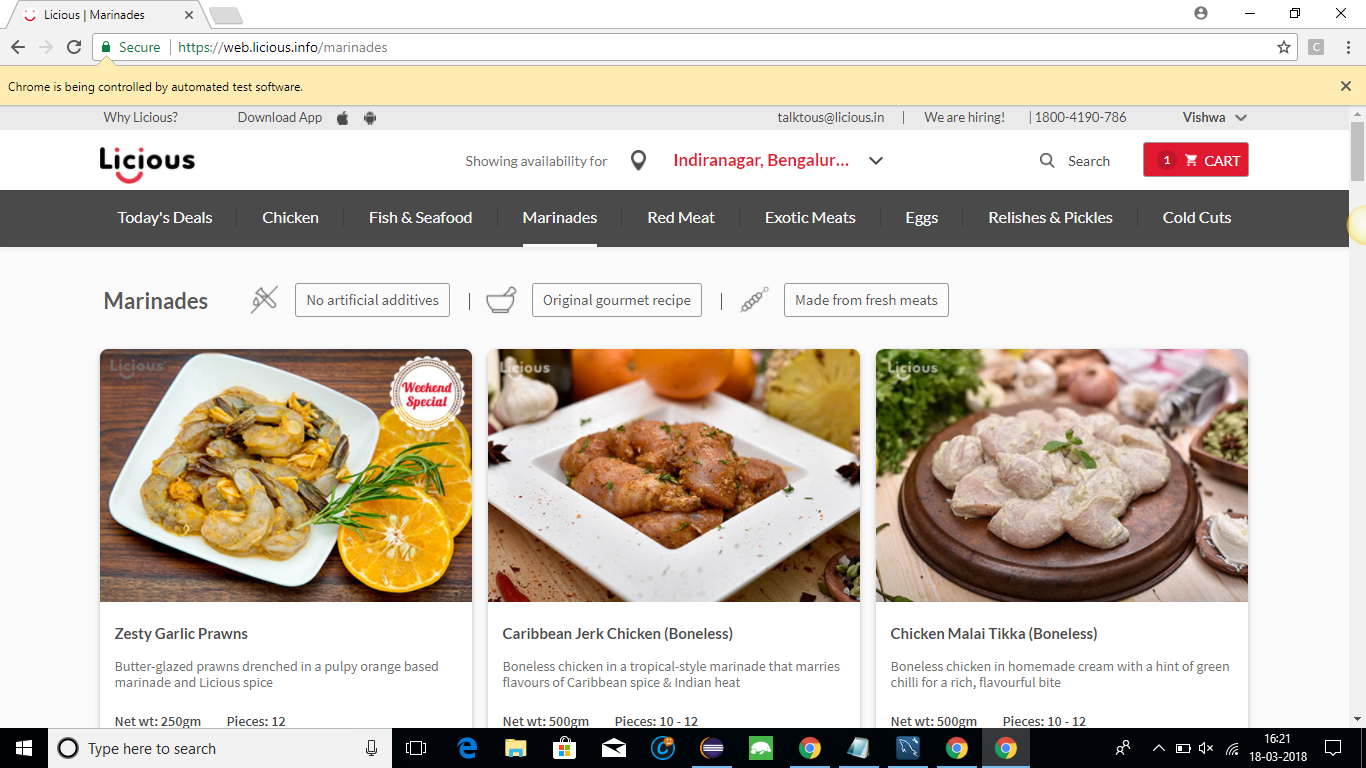 Licious | Marinades
Secure https://web.licious.info/marinades
C
Chrome is being controlled by automated test software.
Why Licious? Download App talktous@licious.in | We are hiring! | 1800-4190-786 Vishwa
Licious Showing availability for Indiranagar, Bengalur... Search 1 CART
Today's Deals Chicken Fish & Seafood Marinades Red Meat Exotic Meats Eggs Relishes & Pickles Cold Cuts
Marinades No artificial additives | Original gourmet recipe | Made from fresh meats
Licious Licious Licious
Weekend
Special
Zesty Garlic Prawns
Butter-glazed prawns drenched in a pulpy orange based
marinade and Licious spice
Net wt: 250gm Pieces: 12
Caribbean Jerk Chicken (Boneless)
Boneless chicken in a tropical-style marinade that marries
flavours of Caribbean spice & Indian heat
Net wt: 500gm Pieces: 10 - 12
Chicken Malai Tikka (Boneless)
Boneless chicken in homemade cream with a hint of green
chilli for a rich, flavourful bite
Net wt: 500gm Pieces: 10 - 12
Type here to search
16:21
18-03-2018